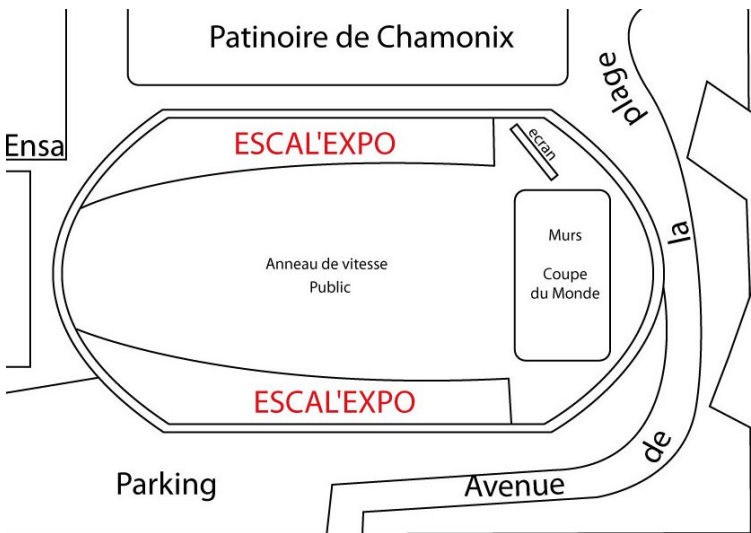 Patinoire de Chamonix
Ensa
ESCAL'EXPO
ecran
Murs
Coupe
du Monde
Anneau de vitesse
Public
ESCAL'EXPO
Parking
Avenue de la plage